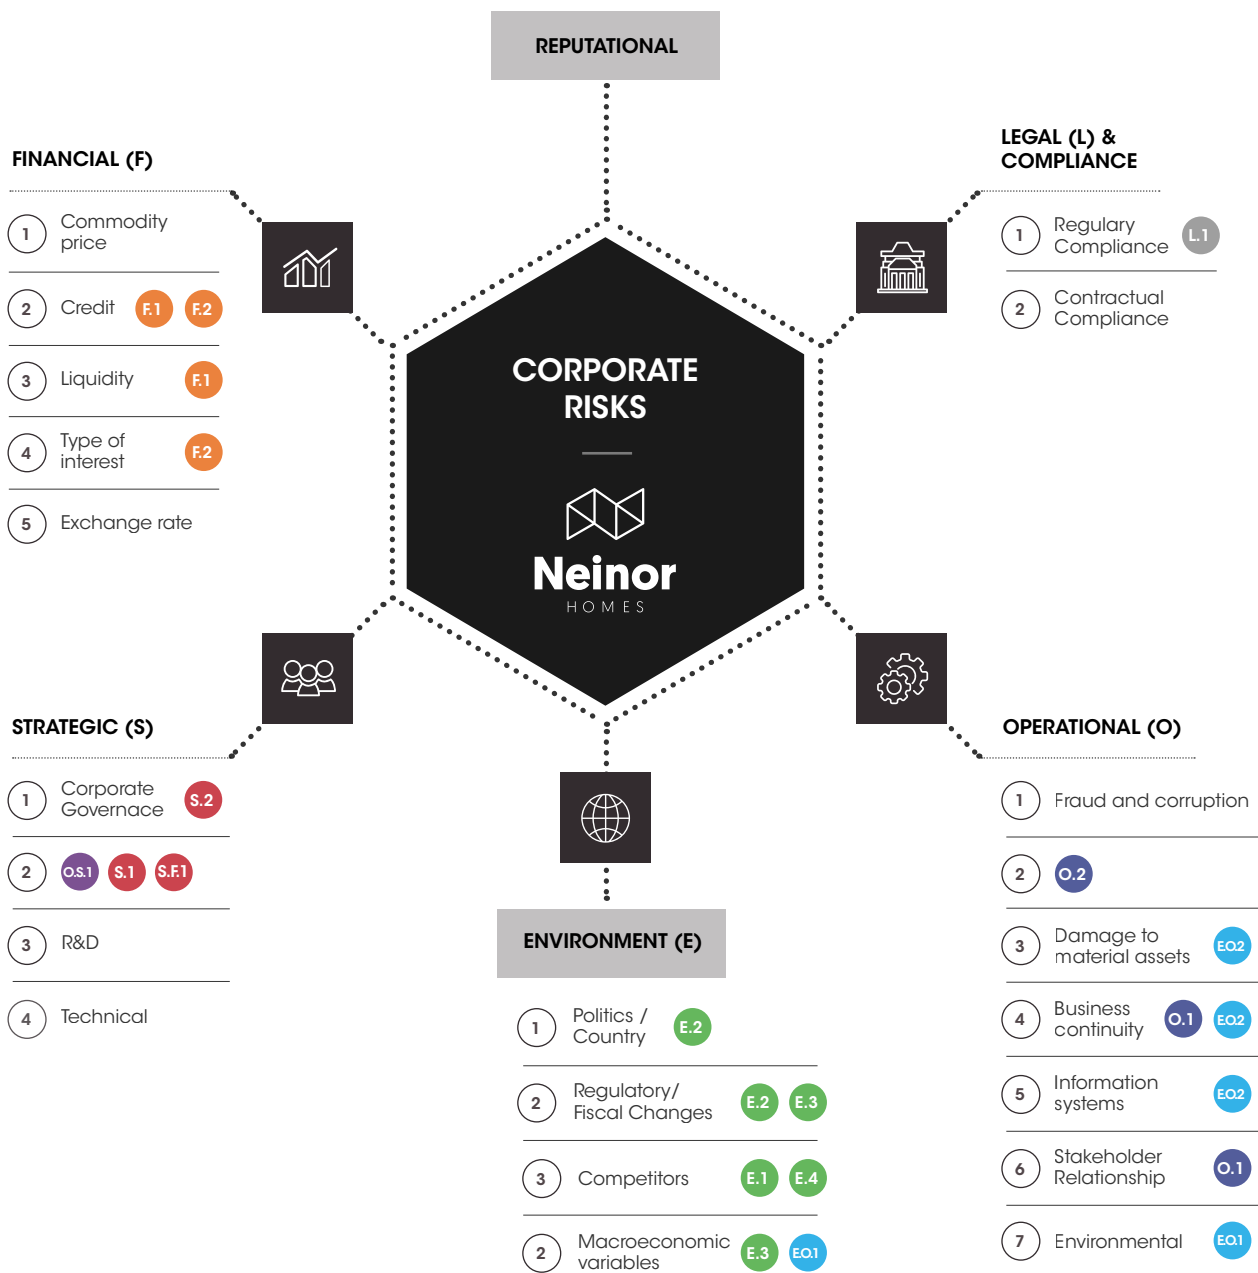 REPUTATIONAL
FINANCIAL (F)
1 Commodity
price
2 Credit F.1 F.2
3 Liquidity F.1
4 Type of
interest F.2
5 Exchange rate
LEGAL (L) &
COMPLIANCE
1 Regulary
Compliance L.1
2 Contractual
Compliance
CORPORATE
RISKS
Neinor
HOMES
STRATEGIC (S)
1 Corporate
Governace S.2
2 O.S.1 S.1 S.F.1
3 R&D
4 Technical
ENVIRONMENT (E)
1 Politics /
Country E.2
2 Regulatory/
Fiscal Changes E.2 E.3
3 Competitors E.1 E.4
2 Macroeconomic
variables E.3 E.O.1
OPERATIONAL (O)
1 Fraud and corruption
2 O.2
3 Damage to
material assets E.O.2
4 Business
continuity O.1 E.O.2
5 Information
systems E.O.2
6 Stakeholder
Relationship O.1
7 Environmental E.O.1